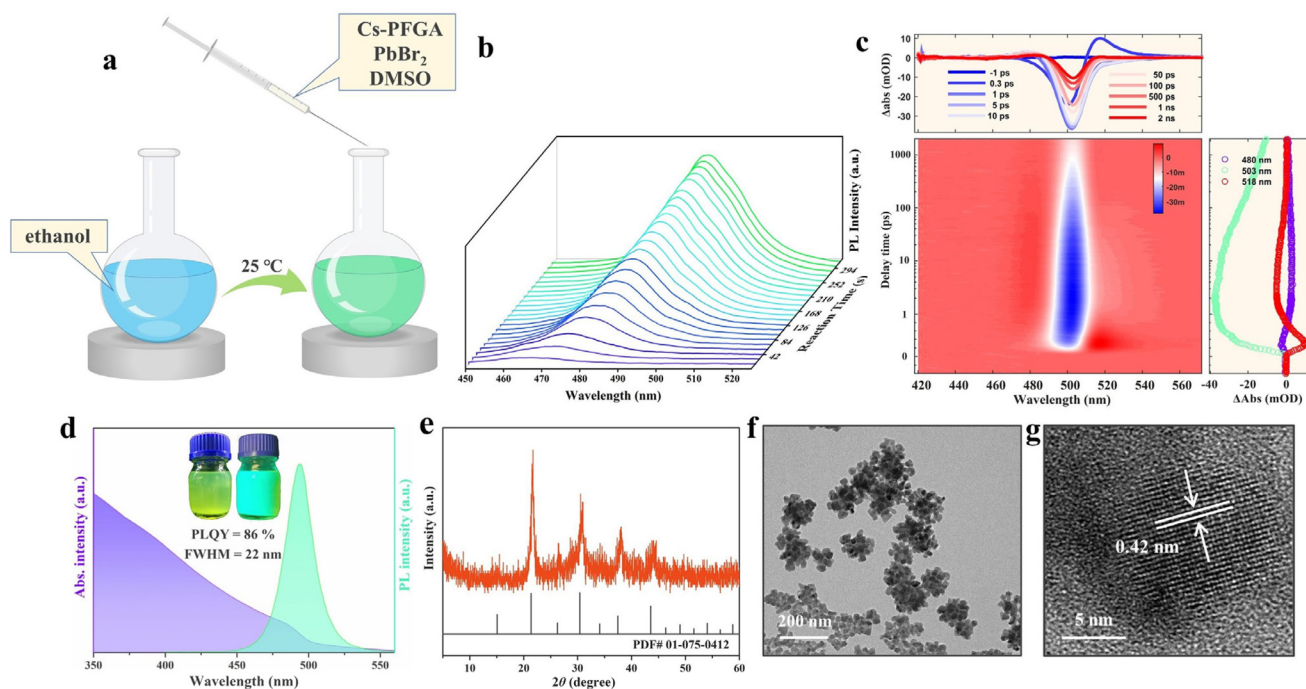 a
Cs-PFGA
PbBr₂
DMSO
ethanol
25 ℃
b
PL Intensity (a.u.)
294
252
210
168
126
84
42
Reaction Time (s)
450 460 470 480 490 500 510 520
Wavelength (nm)
c
10
0
-10
-20
-30
Δabs (mOD)
-1 ps
0.3 ps
1 ps
5 ps
10 ps
50 ps
100 ps
500 ps
1 ns
2 ns
1000
100
10
1
0
Delay time (ps)
0
-10m
-20m
-30m
420 440 460 480 500 520 540 560
Wavelength (nm)
480 nm
503 nm
518 nm
-40 -20 0
ΔAbs (mOD)
d
Abs. intensity (a.u.)
PL intensity (a.u.)
PLQY = 86 %
FWHM = 22 nm
350 400 450 500 550
Wavelength (nm)
e
Intensity (a.u.)
PDF# 01-075-0412
10 20 30 40 50 60
2θ (degree)
f
200 nm
g
0.42 nm
5 nm